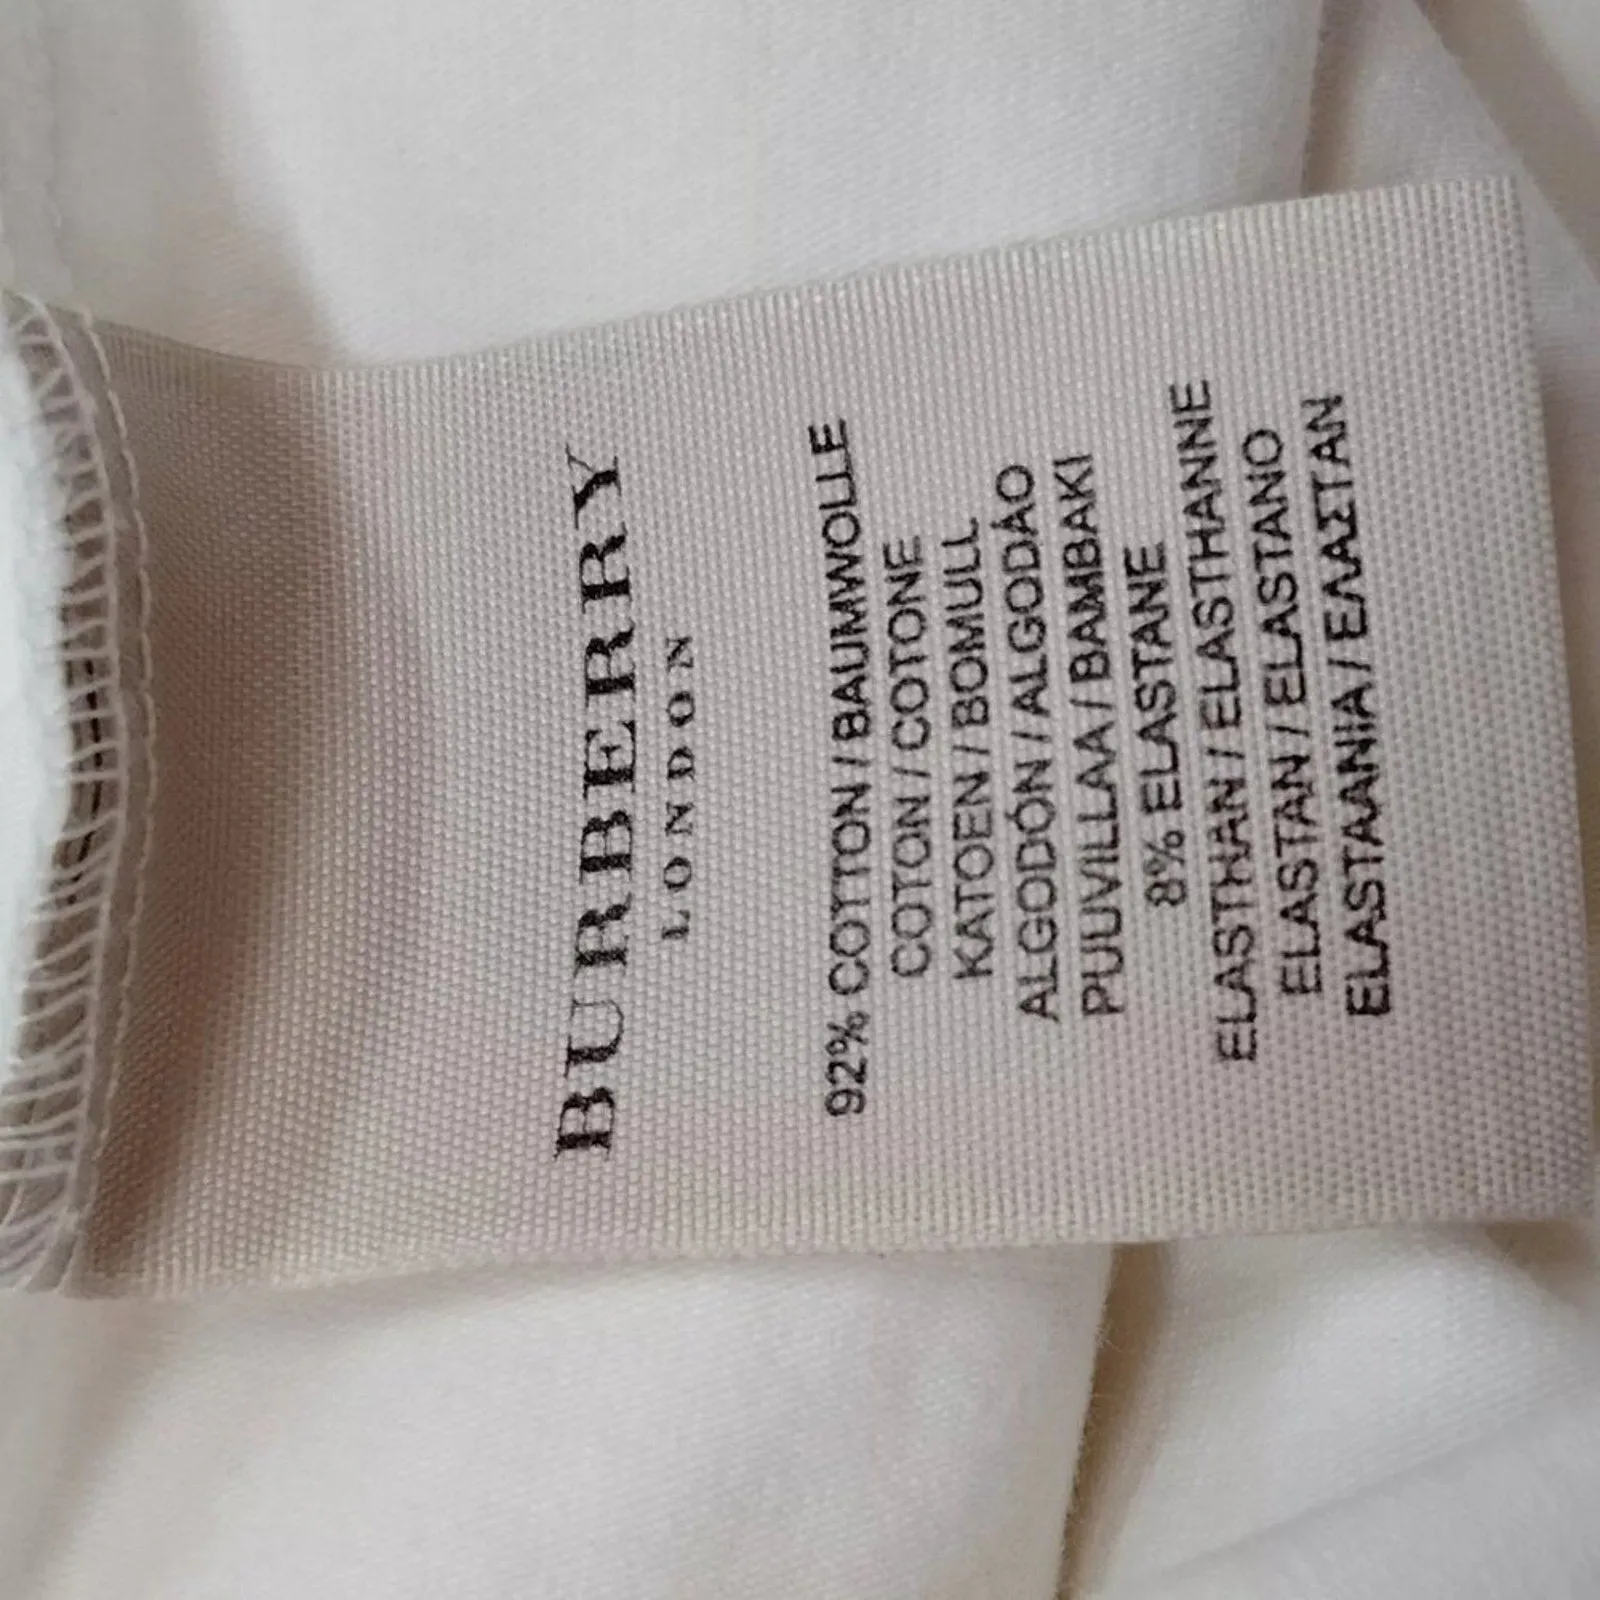 BURBERRY
LONDON
92% COTTON / BAUMWOLLE
COTON / COTONE
KATOEN / BOMULL
ALGODÓN / ALGODÁO
PUUVILLAA / BAMBAKI
8% ELASTANE
ELASTHAN / ELASTHANNE
ELASTAN / ELASTANO
ELASTAANIA / ΕΛΑΣΤΑΝ